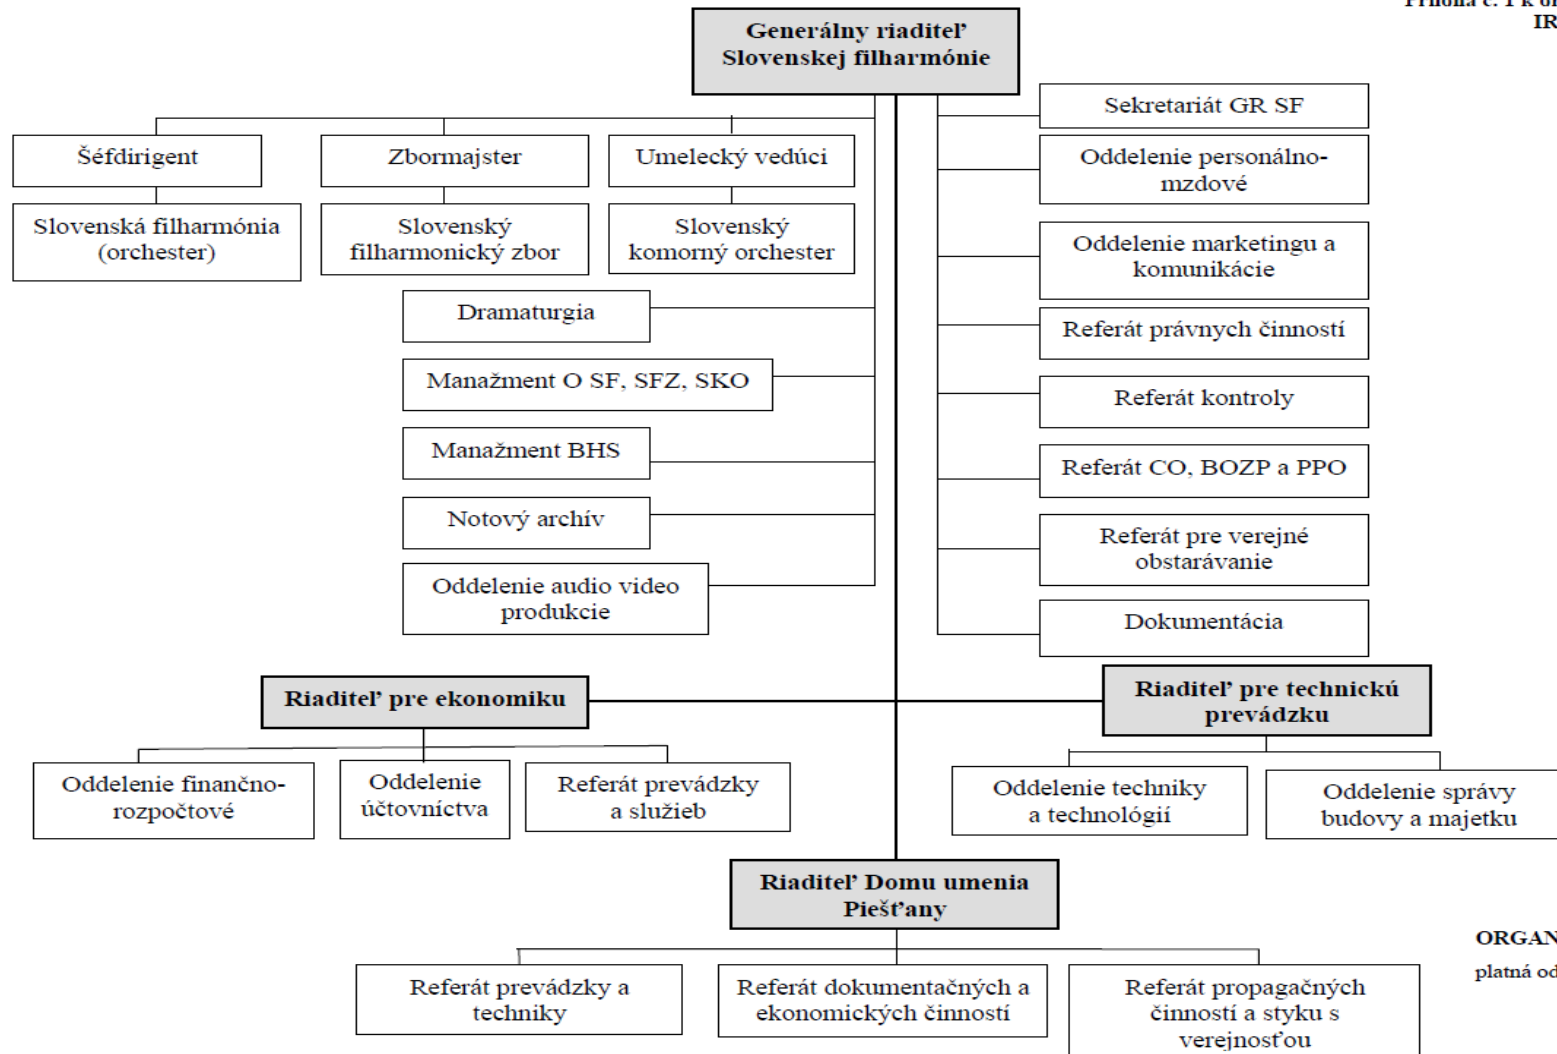 Príloha č. 1 k
IR
Generálny riaditeľ
Slovenskej filharmónie
Sekretariát GR SF
Šéfdirigent
Zbormajster
Umelecký vedúci
Oddelenie personálno-
mzdové
Slovenská filharmónia
(orchester)
Slovenský
filharmonický zbor
Slovenský
komorný orchester
Oddelenie marketingu a
komunikácie
Dramaturgia
Referát právnych činností
Manažment O SF, SFZ, SKO
Referát kontroly
Manažment BHS
Referát CO, BOZP a PPO
Notový archív
Referát pre verejné
obstarávanie
Oddelenie audio video
produkcie
Dokumentácia
Riaditeľ pre ekonomiku
Riaditeľ pre technickú
prevádzku
Oddelenie finančno-
rozpočtové
Oddelenie
účtovníctva
Referát prevádzky
a služieb
Oddelenie techniky
a technológií
Oddelenie správy
budovy a majetku
Riaditeľ Domu umenia
Piešťany
ORGAN
platná od
Referát prevádzky a
techniky
Referát dokumentačných a
ekonomických činností
Referát propagačných
činností a styku s
verejnosťou